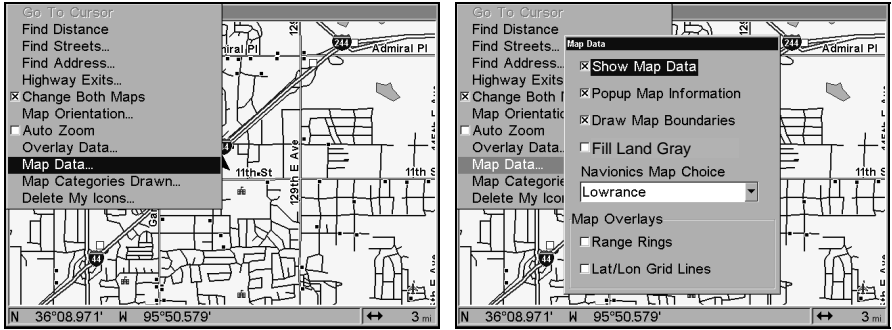 Go To Cursor
Find Distance
Find Streets...
Find Address...
Highway Exits...
Change Both Maps
Map Orientation...
Auto Zoom
Overlay Data...
Map Data...
Map Categories Drawn...
Delete My Icons...
129
244
Admiral Pl
Admiral Pl
44
11th St
129th E Ave
44
N 36°08.971' W 95°50.579'
3 mi
Go To Cursor
Find Distance
Find Streets...
Find Address...
Highway Exits
Change Both
Map Orientation
Auto Zoom
Overlay Data..
Map Data...
Map Categorie
Delete My Icon
Map Data
Show Map Data
Popup Map Information
Draw Map Boundaries
Fill Land Gray
Navionics Map Choice
Lowrance
Map Overlays
Range Rings
Lat/Lon Grid Lines
129
244
Admiral Pl
11th S
44
N 36°08.971' W 95°50.579'
3 mi